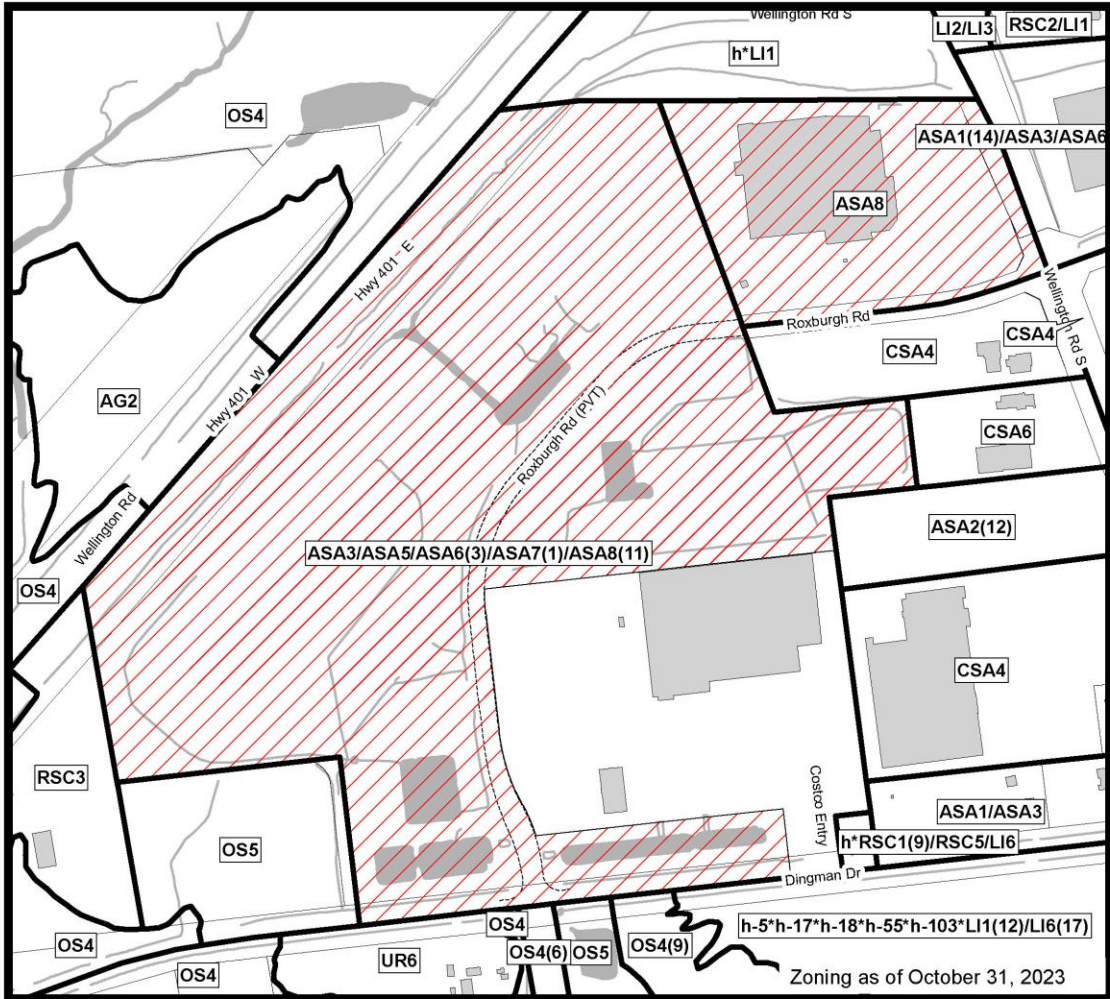 Wellington Rd S
LI2/LI3
RSC2/LI1
h*LI1
OS4
ASA1(14)/ASA3/ASA6
ASA8
Hwy 401 E
Wellington Rd S
Roxburgh Rd
CSA4
CSA4
AG2
Hwy 401 W
Roxburgh Rd (PVT)
CSA6
Wellington Rd
ASA2(12)
ASA3/ASA5/ASA6(3)/ASA7(1)/ASA8(11)
OS4
CSA4
RSC3
Costco Entry
ASA1/ASA3
OS5
h*RSC1(9)/RSC5/LI6
Dingman Dr
OS4
h-5*h-17*h-18*h-55*h-103*LI1(12)/LI6(17)
OS4
OS4
UR6
OS4(6)
OS5
OS4(9)
Zoning as of October 31, 2023